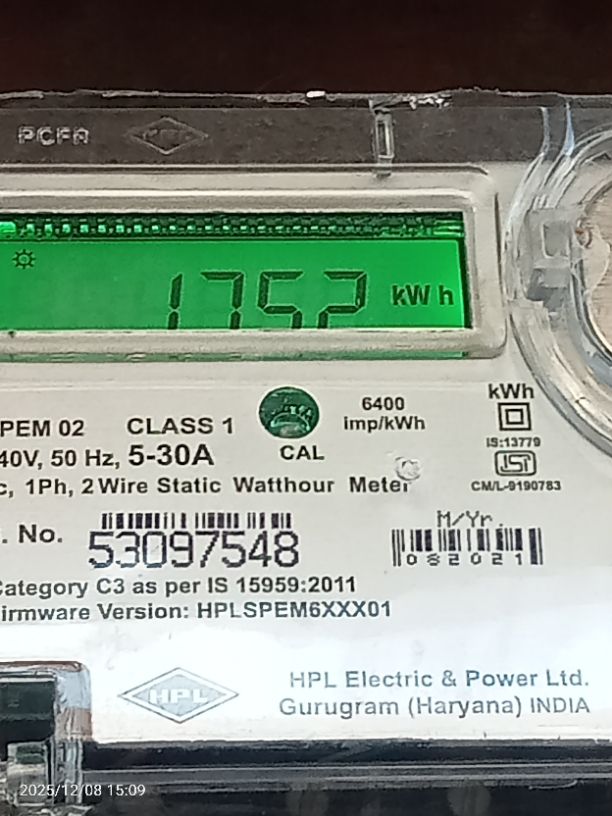 PCFA
1752 kWh
kWh
PEM 02 CLASS 1 6400
imp/kWh
IS:13779
40V, 50 Hz, 5-30A CAL
c, 1Ph, 2 Wire Static Watthour Meter
CM/L-9190783
. No. 53097548
M/Yr.
082021
Category C3 as per IS 15959:2011
irmware Version: HPLSPEM6XXX01
HPL
HPL Electric & Power Ltd.
Gurugram (Haryana) INDIA
2025/12/08 15:09